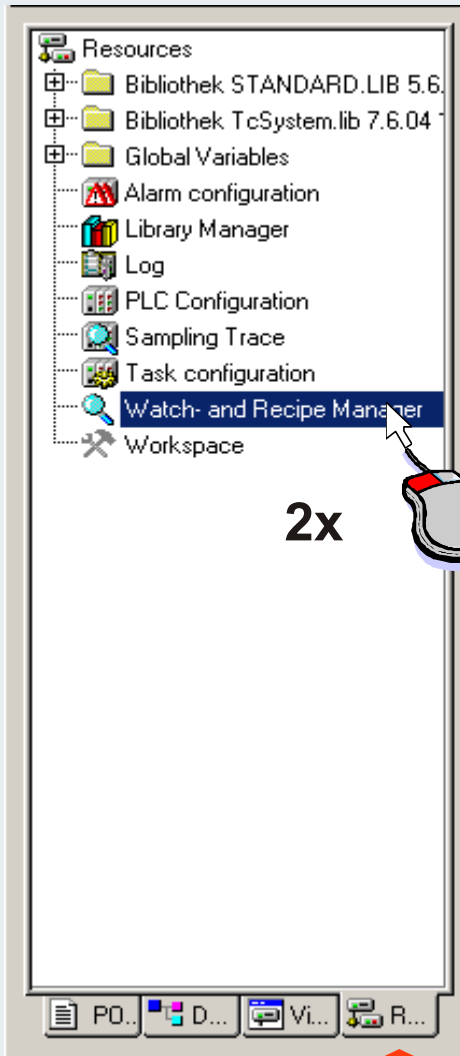 Resources
Bibliothek STANDARD.LIB 5.6.
Bibliothek TcSystem.lib 7.6.04
Global Variables
Alarm configuration
Library Manager
Log
PLC Configuration
Sampling Trace
Task configuration
Watch- and Recipe Manager
Workspace
2x
PO.. D... Vi... R...